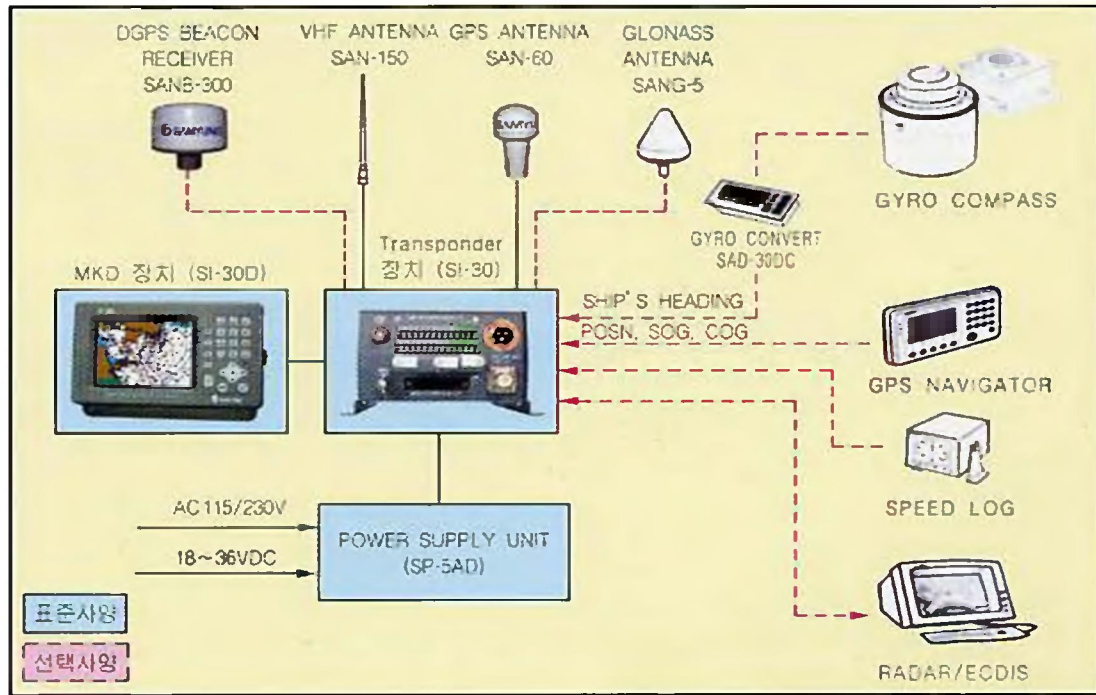 DGPS BEACON
RECEIVER
SANB-300
VHF ANTENNA
SAN-150
GPS ANTENNA
SAN-60
GLONASS
ANTENNA
SANG-5
GYRO COMPASS
GYRO CONVERT
SAD-30DC
MKD 장치 (SI-30D)
Transponder
장치 (SI-30)
SHIP'S HEADING
POSN, SOG, COG
GPS NAVIGATOR
SPEED LOG
AC115/230V
18~36VDC
POWER SUPPLY UNIT
(SP-5AD)
표준사양
선택사양
RADAR/ECDIS